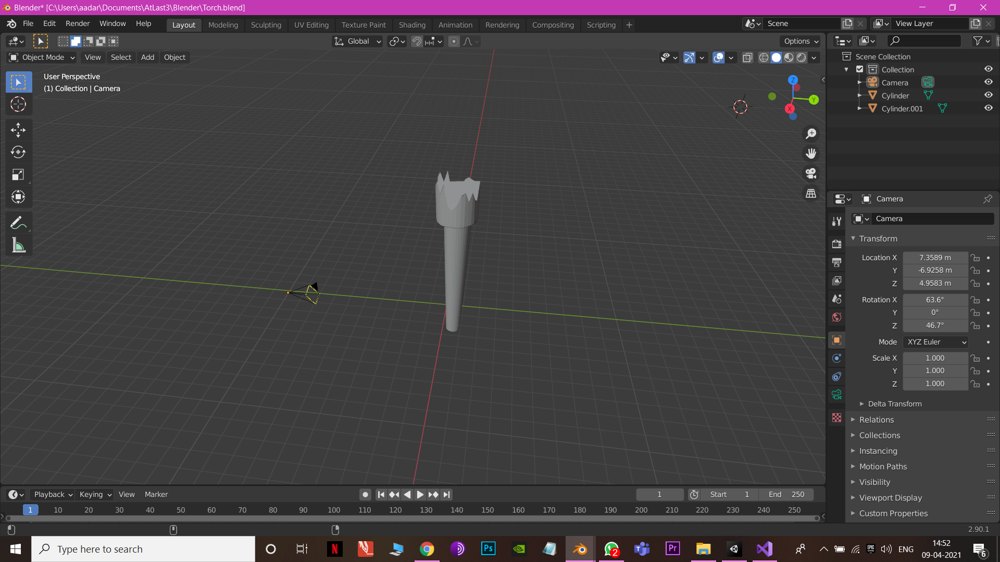 Blender* [C:\Users\aadar\Documents\AtLast3\Blender\Torch.blend]
File Edit Render Window Help Layout Modeling Sculpting UV Editing Texture Paint Shading Animation Rendering Compositing Scripting + Scene View Layer
Global Options
Object Mode View Select Add Object
User Perspective
(1) Collection | Camera
Z
Y
X
Scene Collection
Collection
Camera
Cylinder
Cylinder.001
Camera
Camera
Transform
Location X 7.3589 m
Y -6.9258 m
Z 4.9583 m
Rotation X 63.6°
Y 0°
Z 46.7°
Mode XYZ Euler
Scale X 1.000
Y 1.000
Z 1.000
Delta Transform
Relations
Collections
Instancing
Motion Paths
Visibility
Viewport Display
Custom Properties
Playback Keying View Marker 1 Start 1 End 250
1 10 20 30 40 50 60 70 80 90 100 110 120 130 140 150 160 170 180 190 200 210 220 230 240 250
2.90.1
Type here to search N Ps 2 Pr EPIC GAMES ENG 14:52
09-04-2021 6